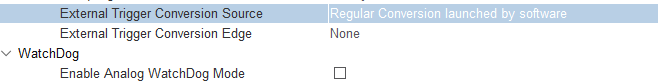 External Trigger Conversion Source Regular Conversion launched by software
External Trigger Conversion Edge None
WatchDog
Enable Analog WatchDog Mode